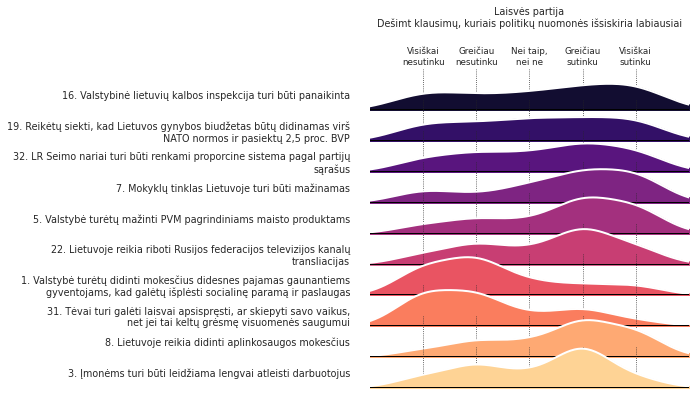 Laisvės partija
Dešimt klausimų, kuriais politikų nuomonės išsiskiria labiausiai
Visiškai nesutinku
Greičiau nesutinku
Nei taip, nei ne
Greičiau sutinku
Visiškai sutinku
16. Valstybinė lietuvių kalbos inspekcija turi būti panaikinta
19. Reikėtų siekti, kad Lietuvos gynybos biudžetas būtų didinamas virš
NATO normos ir pasiektų 2,5 proc. BVP
32. LR Seimo nariai turi būti renkami proporcine sistema pagal partijų
sąrašus
7. Mokyklų tinklas Lietuvoje turi būti mažinamas
5. Valstybė turėtų mažinti PVM pagrindiniams maisto produktams
22. Lietuvoje reikia riboti Rusijos federacijos televizijos kanalų
transliacijas
1. Valstybė turėtų didinti mokesčius didesnes pajamas gaunantiems
gyventojams, kad galėtų išplėsti socialinę paramą ir paslaugas
31. Tėvai turi galėti laisvai apsispręsti, ar skiepyti savo vaikus,
net jei tai keltų grėsmę visuomenės saugumui
8. Lietuvoje reikia didinti aplinkosaugos mokesčius
3. Įmonėms turi būti leidžiama lengvai atleisti darbuotojus